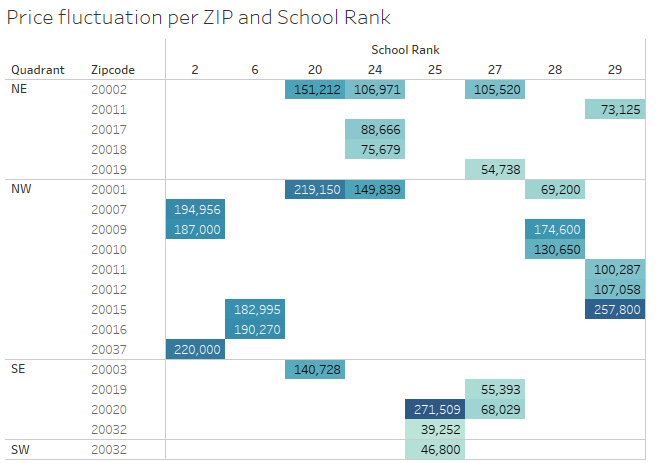 Price fluctuation per ZIP and School Rank
School Rank
Quadrant Zipcode 2 6 20 24 25 27 28 29
NE 20002 151,212 106,971 105,520
20011 73,125
20017 88,666
20018 75,679
20019 54,738
NW 20001 219,150 149,839 69,200
20007 194,956
20009 187,000 174,600
20010 130,650
20011 100,287
20012 107,058
20015 182,995 257,800
20016 190,270
20037 220,000
SE 20003 140,728
20019 55,393
20020 271,509 68,029
20032 39,252
SW 20032 46,800